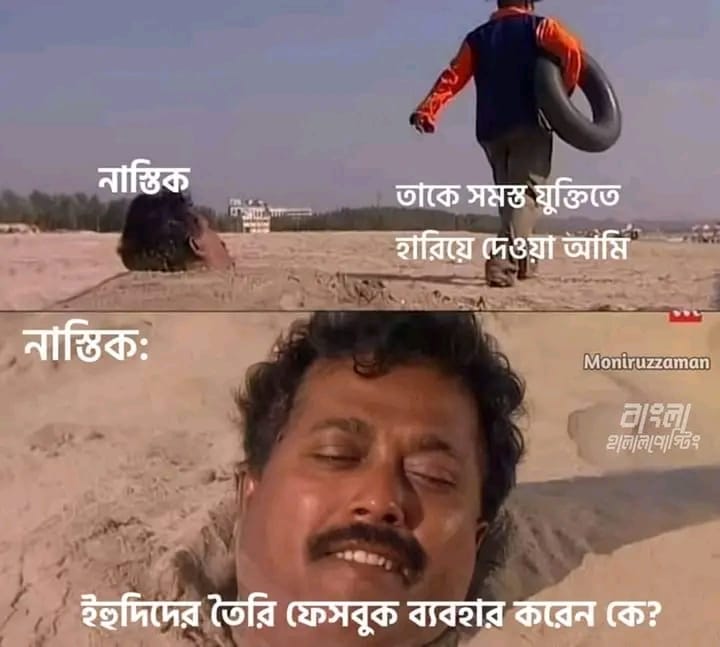 নাস্তিক
তাকে সমস্ত যুক্তিতে
হারিয়ে দেওয়া আমি
নাস্তিক:
Moniruzzaman
বাংলা
হালালপোস্টিং
ইহুদিদের তৈরি ফেসবুক ব্যবহার করেন কে?